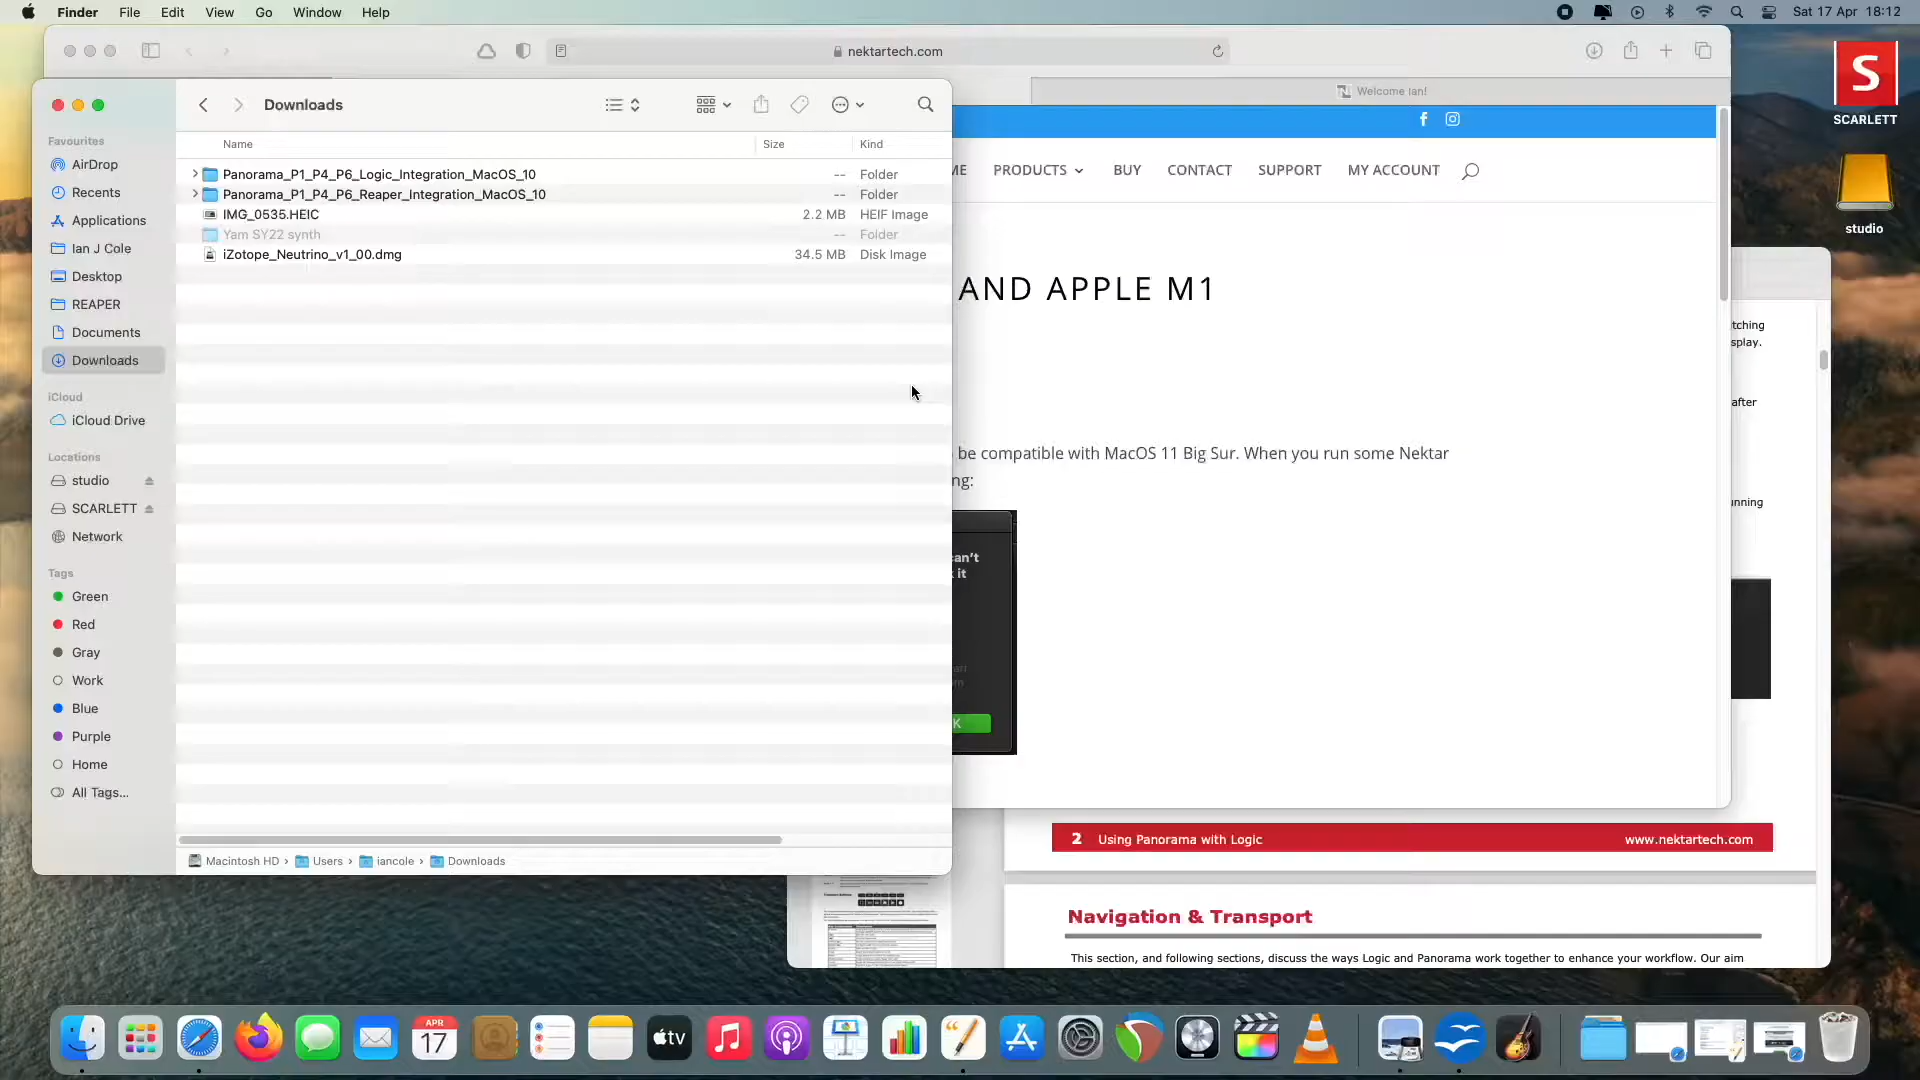 Finder File Edit View Go Window Help
Sat 17 Apr 18:12
nektartech.com
Welcome Ian!
Downloads
Name Size Kind
Favourites
AirDrop
Recents
Applications
Ian J Cole
Desktop
REAPER
Documents
Downloads
iCloud
iCloud Drive
Locations
studio
SCARLETT
Network
Tags
Green
Red
Gray
Work
Blue
Purple
Home
All Tags...
Panorama_P1_P4_P6_Logic_Integration_MacOS_10 -- Folder
Panorama_P1_P4_P6_Reaper_Integration_MacOS_10 -- Folder
IMG_0535.HEIC 2.2 MB HEIF Image
Yam SY22 synth -- Folder
iZotope_Neutrino_v1_00.dmg 34.5 MB Disk Image
Macintosh HD › Users › iancole › Downloads
ME PRODUCTS BUY CONTACT SUPPORT MY ACCOUNT
AND APPLE M1
be compatible with MacOS 11 Big Sur. When you run some Nektar
ng:
an't
it
K
S
SCARLETT
studio
tching
splay.
after
unning
2 Using Panorama with Logic www.nektartech.com
Navigation & Transport
This section, and following sections, discuss the ways Logic and Panorama work together to enhance your workflow. Our aim
APR
17
tv